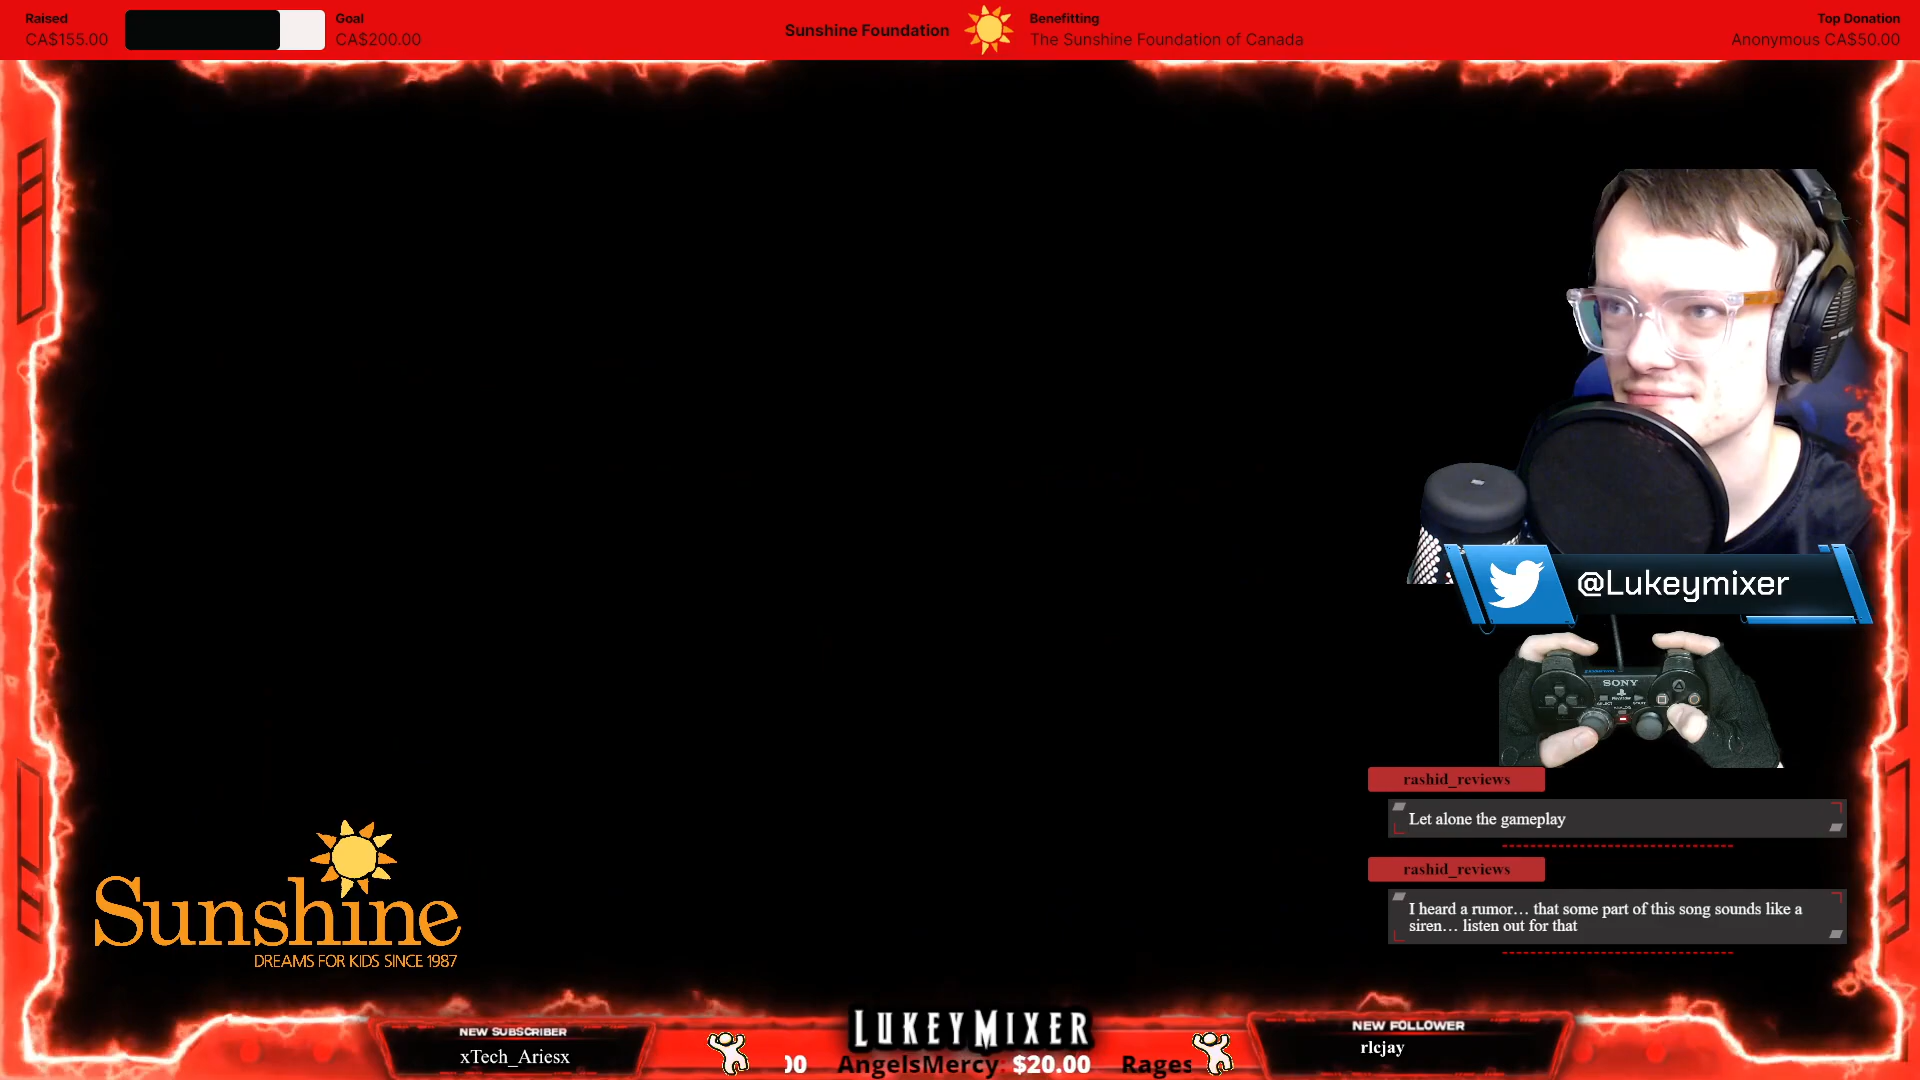 Raised
CA$155.00
Goal
CA$200.00
Sunshine Foundation
Benefitting
The Sunshine Foundation of Canada
Top Donation
Anonymous CA$50.00
@Lukeymixer
SONY
rashid_reviews
Let alone the gameplay
rashid_reviews
I heard a rumor... that some part of this song sounds like a
siren... listen out for that
Sunshine
DREAMS FOR KIDS SINCE 1987
NEW SUBSCRIBER
xTech_Ariesx
LUKEYMIXER
AngelsMercy: $20.00 Rages
NEW FOLLOWER
rlcjay